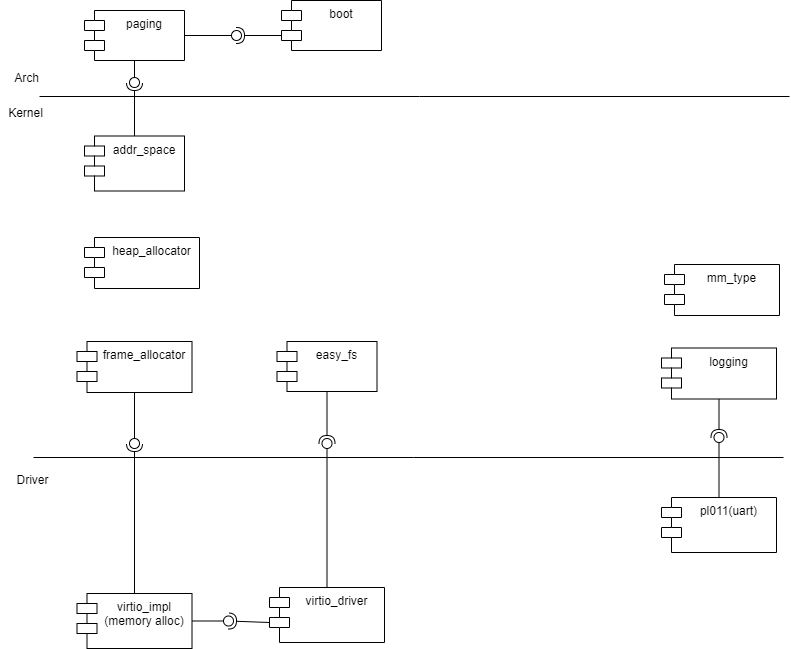 paging
boot
Arch
Kernel
addr_space
heap_allocator
mm_type
frame_allocator
easy_fs
logging
Driver
pl011(uart)
virtio_impl
(memory alloc)
virtio_driver